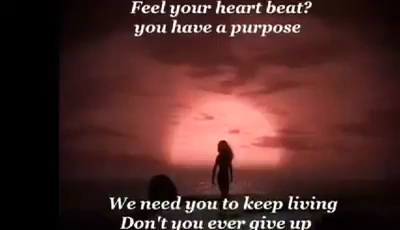 Feel your heart beat?
you have a purpose
We need you to keep living
Don't you ever give up